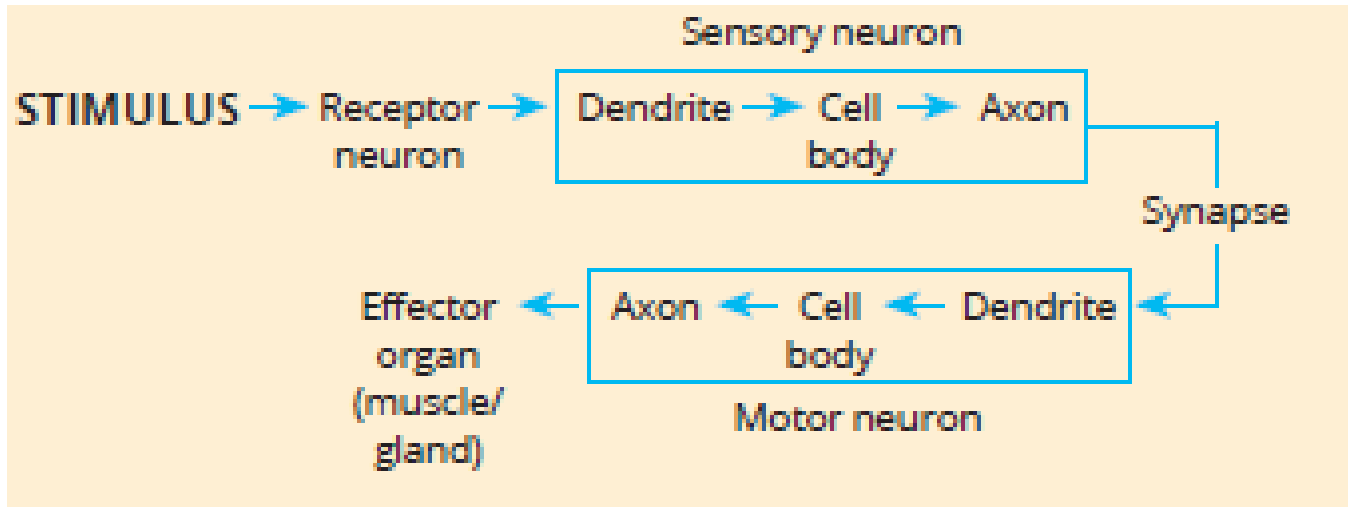 Sensory neuron
STIMULUS Receptor neuron Dendrite Cell body Axon
Synapse
Effector organ (muscle/ gland) Axon Cell body Dendrite
Motor neuron